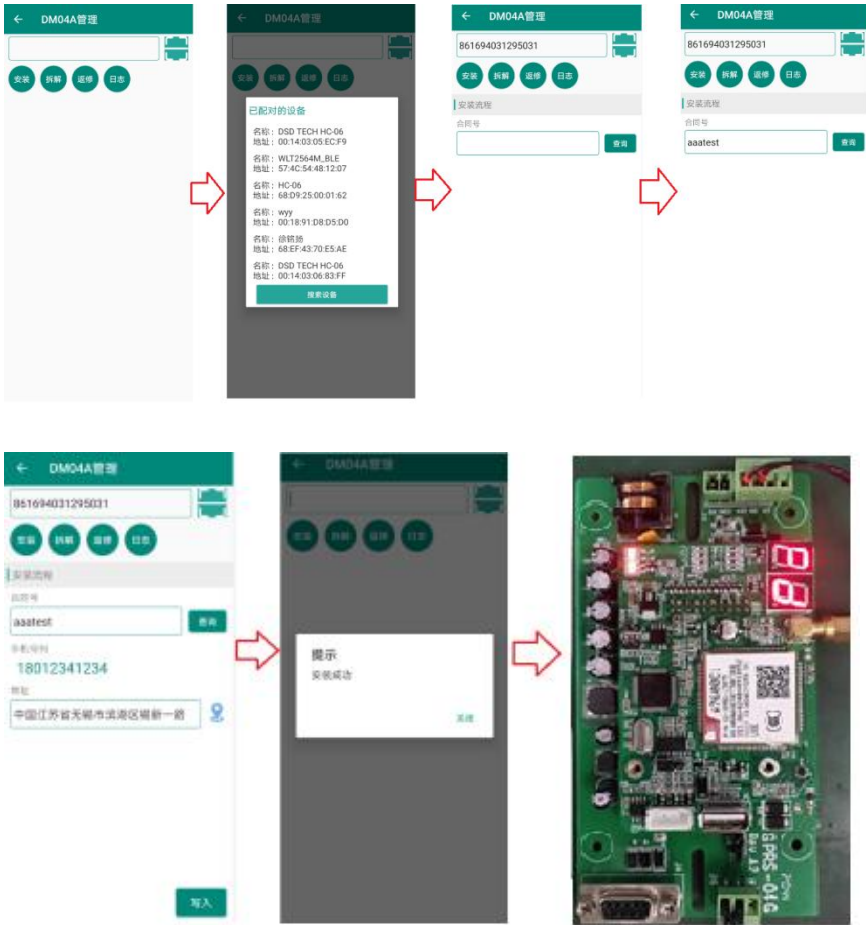 DM04A管理
安装
拆解
返修
日志
DM04A管理
安装
拆解
返修
日志
已配对的设备
名称： DSD TECH HC-06
地址： 00:14:03:05:EC:F9
名称： WLT2564M_BLE
地址： 57:4C:54:48:12:07
名称： HC-06
地址： 68:D9:25:00:01:62
名称： wyy
地址： 00:18:91:D8:D5:D0
名称： 徐铭扬
地址： 68:EF:43:70:E5:AE
名称： DSD TECH HC-06
地址： 00:14:03:06:83:FF
搜索设备
DM04A管理
861694031295031
安装
拆解
返修
日志
安装流程
合同号
查询
DM04A管理
861694031295031
安装
拆解
返修
日志
安装流程
合同号
aaatest
查询
DM04A管理
861694031295031
安装
拆解
返修
日志
安装流程
合同号
aaatest
查询
手机号码
18012341234
地址
中国江苏省无锡市滨湖区锡新一路
写入
DM04A管理
安装
拆解
返修
日志
提示
安装成功
88
GPRS-01G